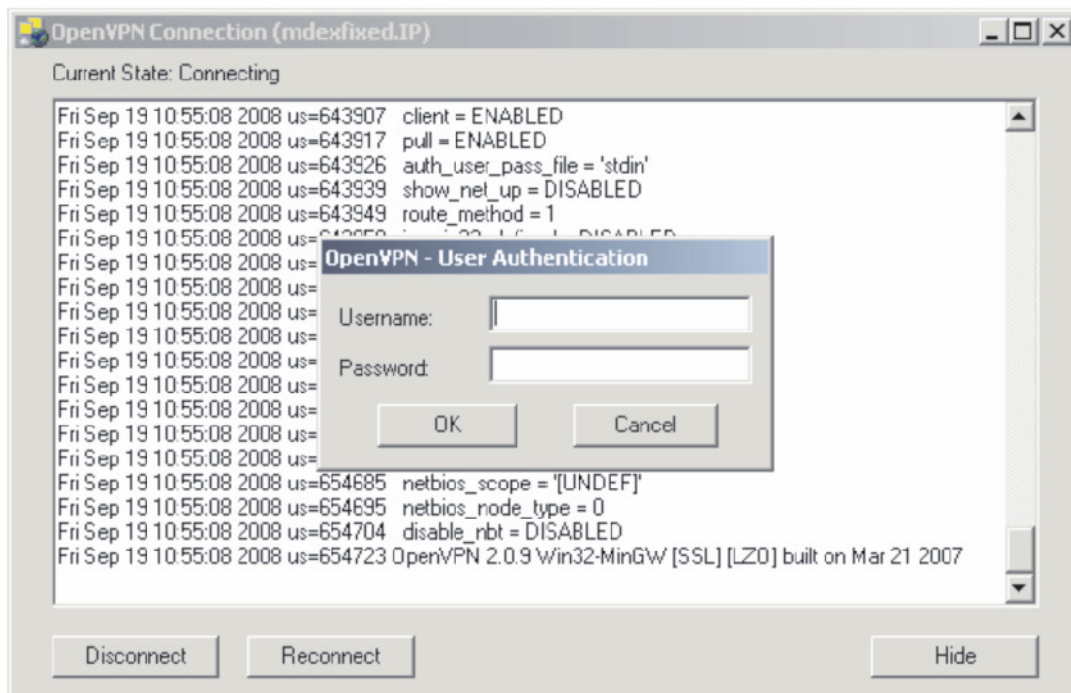 OpenVPN Connection (mdexfixed.IP)
Current State: Connecting
Fri Sep 19 10:55:08 2008 us=643907 client = ENABLED
Fri Sep 19 10:55:08 2008 us=643917 pull = ENABLED
Fri Sep 19 10:55:08 2008 us=643926 auth_user_pass_file = 'stdin'
Fri Sep 19 10:55:08 2008 us=643939 show_net_up = DISABLED
Fri Sep 19 10:55:08 2008 us=643949 route_method = 1
Fri Sep 19 10:55:08 2008
Fri Sep 19 10:55:08 2008 us=
Fri Sep 19 10:55:08 2008 us=
Fri Sep 19 10:55:08 2008 us=
Fri Sep 19 10:55:08 2008 us=
Fri Sep 19 10:55:08 2008 us=
Fri Sep 19 10:55:08 2008 us=
Fri Sep 19 10:55:08 2008 us=
Fri Sep 19 10:55:08 2008 us=
Fri Sep 19 10:55:08 2008 us=
Fri Sep 19 10:55:08 2008 us=654685 netbios_scope = '[UNDEF]'
Fri Sep 19 10:55:08 2008 us=654695 netbios_node_type = 0
Fri Sep 19 10:55:08 2008 us=654704 disable_nbt = DISABLED
Fri Sep 19 10:55:08 2008 us=654723 OpenVPN 2.0.9 Win32-MinGW [SSL] [LZO] built on Mar 21 2007
OpenVPN - User Authentication
Username:
Password:
OK Cancel
Disconnect Reconnect Hide